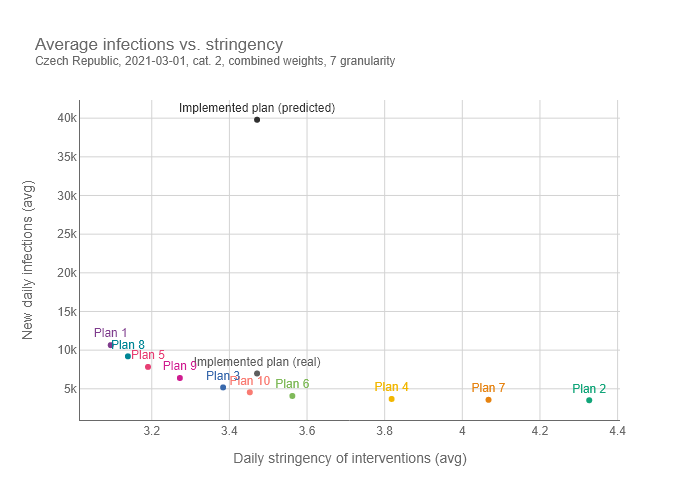 Average infections vs. stringency
Czech Republic, 2021-03-01, cat. 2, combined weights, 7 granularity
Implemented plan (predicted)
40k
35k
30k
25k
20k
15k
10k
5k
New daily infections (avg)
Plan 1
Plan 8
Plan 5
Plan 9
Implemented plan (real)
Plan 3
Plan 10
Plan 6
Plan 4
Plan 7
Plan 2
3.2
3.4
3.6
3.8
4
4.2
4.4
Daily stringency of interventions (avg)